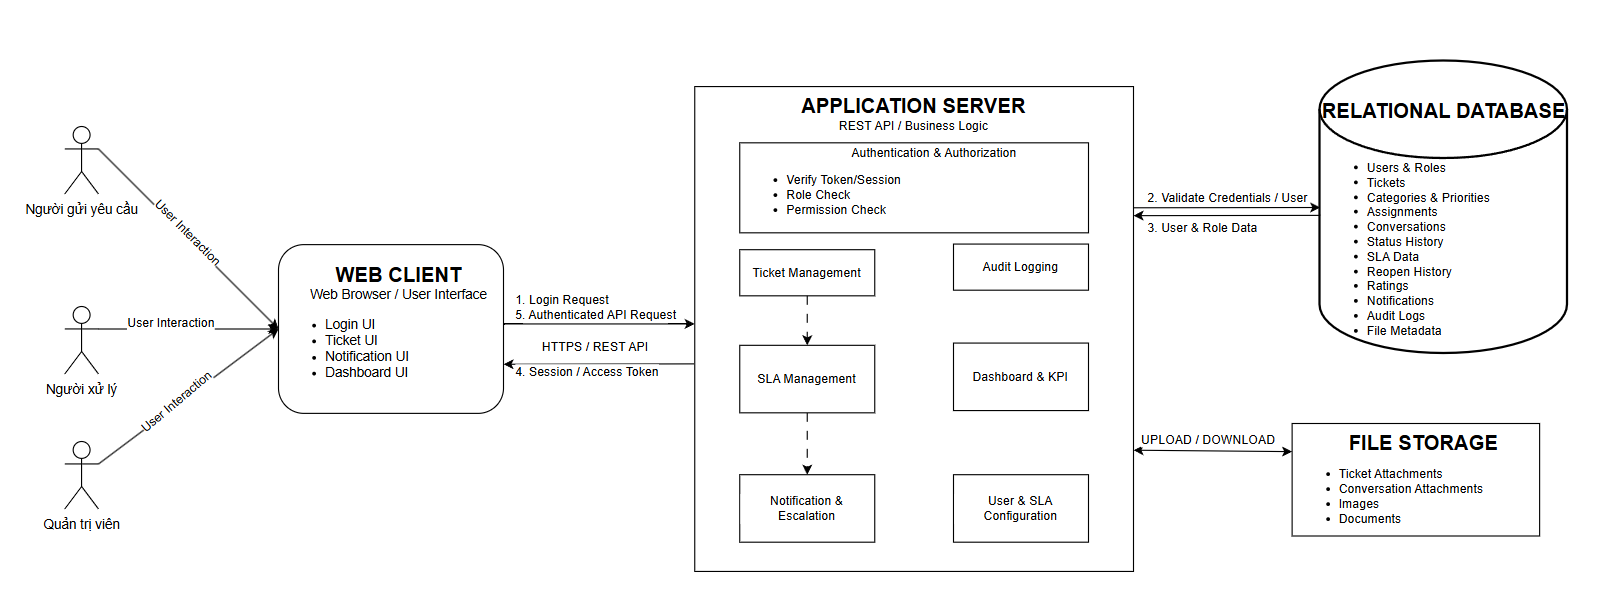 Người gửi yêu cầu
User Interaction
Người xử lý
User Interaction
Quản trị viên
User Interaction
WEB CLIENT
Web Browser / User Interface
Login UI
Ticket UI
Notification UI
Dashboard UI
1. Login Request
5. Authenticated API Request
HTTPS / REST API
4. Session / Access Token
APPLICATION SERVER
REST API / Business Logic
Authentication & Authorization
Verify Token/Session
Role Check
Permission Check
Ticket Management
Audit Logging
SLA Management
Dashboard & KPI
Notification &
Escalation
User & SLA
Configuration
2. Validate Credentials / User
3. User & Role Data
RELATIONAL DATABASE
Users & Roles
Tickets
Categories & Priorities
Assignments
Conversations
Status History
SLA Data
Reopen History
Ratings
Notifications
Audit Logs
File Metadata
UPLOAD / DOWNLOAD
FILE STORAGE
Ticket Attachments
Conversation Attachments
Images
Documents